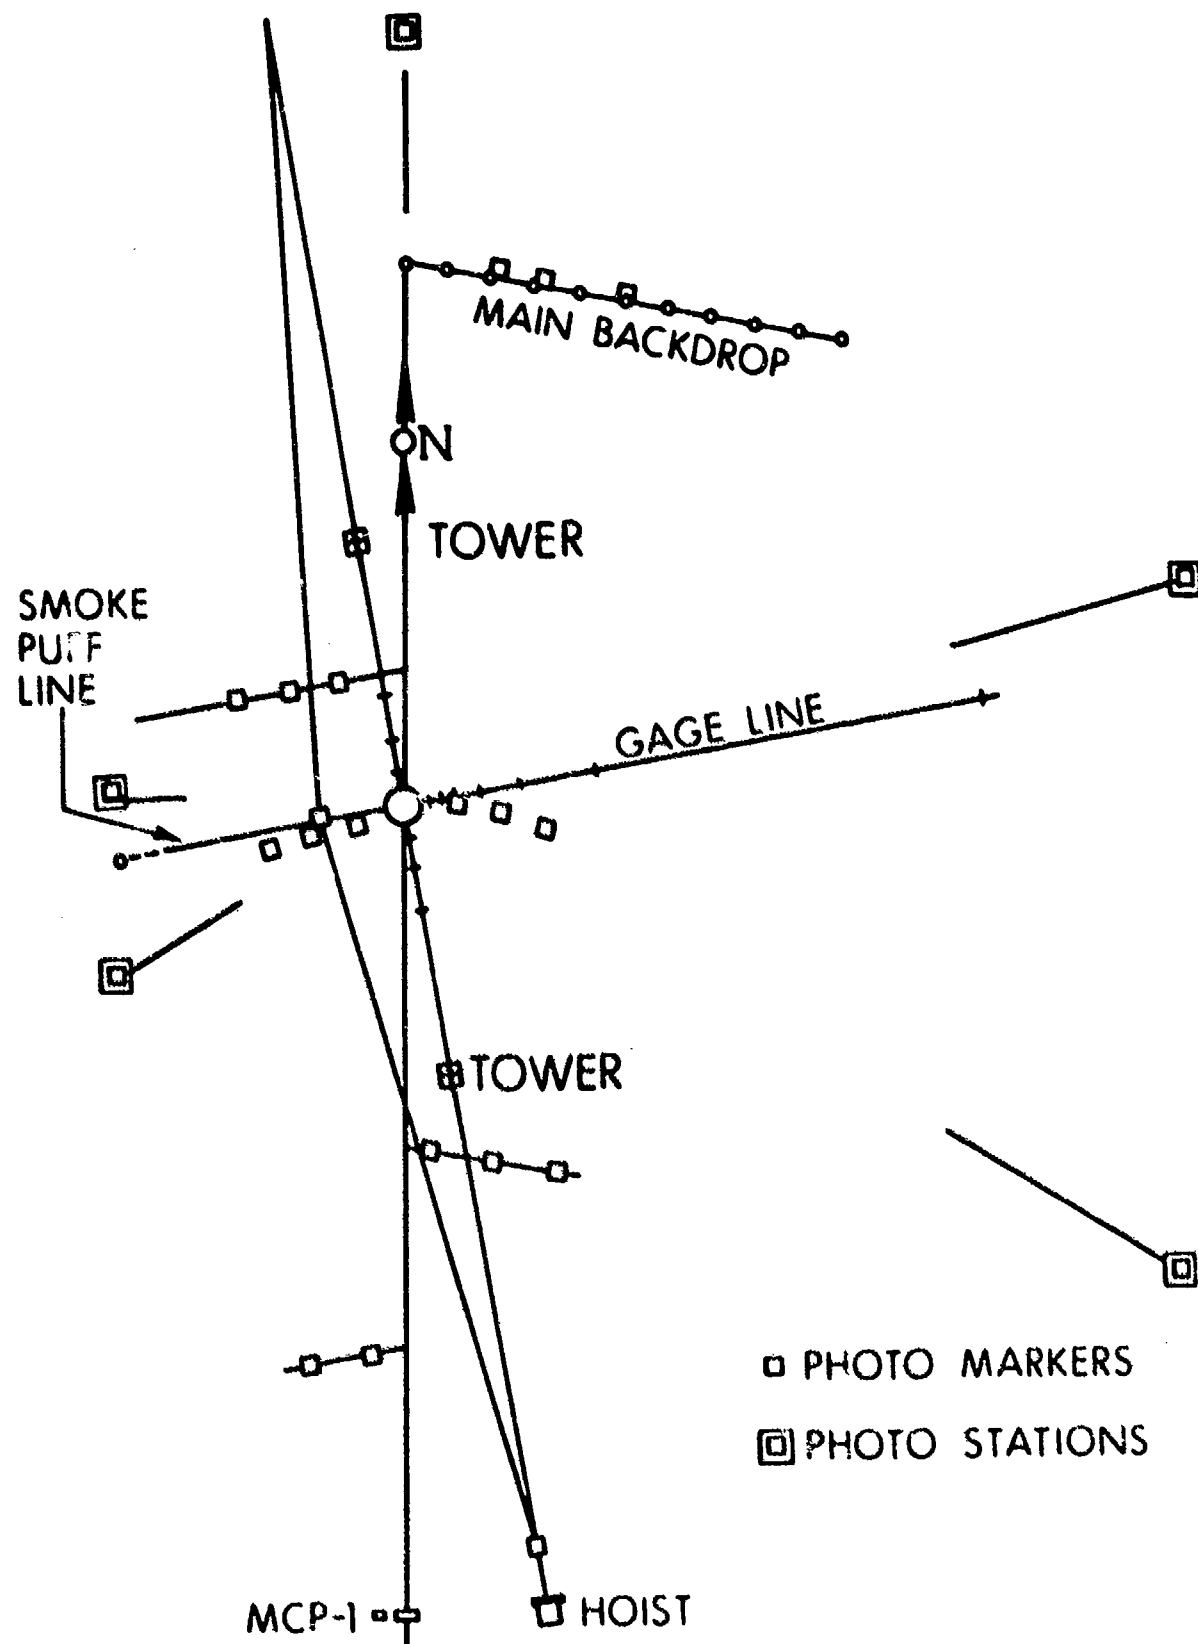 MAIN BACKDROP
N
TOWER
SMOKE
PUFF
LINE
GAGE LINE
TOWER
PHOTO MARKERS
PHOTO STATIONS
MCP-1
HOIST